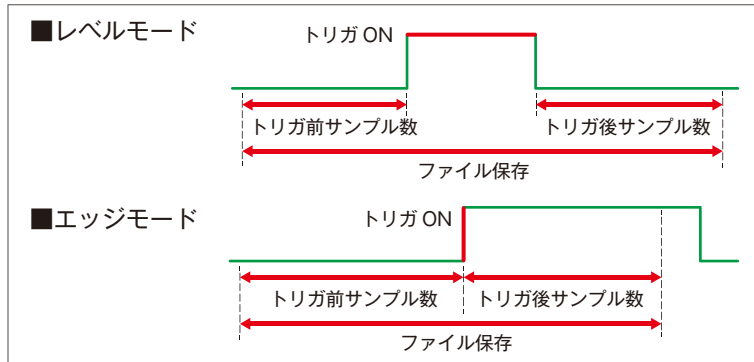 ■レベルモード
トリガ ON
トリガ前サンプル数
トリガ後サンプル数
ファイル保存
■エッジモード
トリガ ON
トリガ前サンプル数
トリガ後サンプル数
ファイル保存